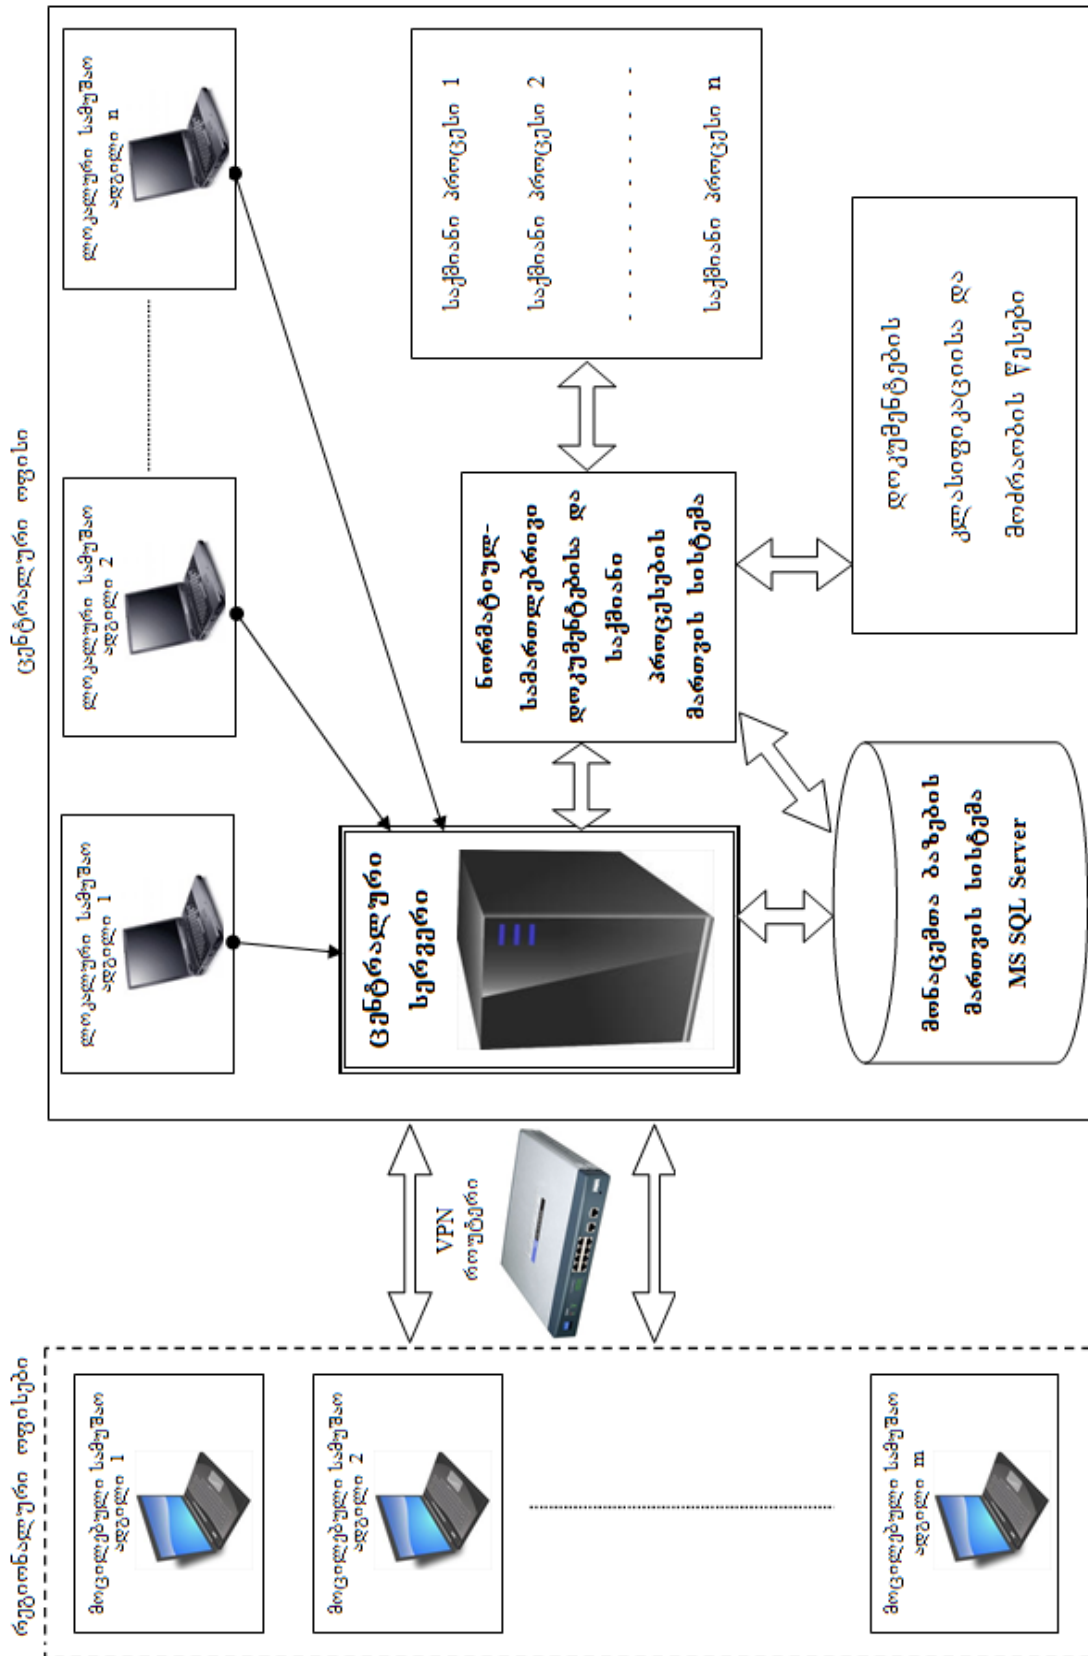 რეგიონალური ოფისები
მოცილებული სამუშაო
ადგილი 1
მოცილებული სამუშაო
ადგილი 2
მოცილებული სამუშაო
ადგილი m
VPN
როუტერი
ცენტრალური ოფისი
ლოკალური სამუშაო
ადგილი 1
ლოკალური სამუშაო
ადგილი 2
ლოკალური სამუშაო
ადგილი n
ცენტრალური
სერვერი
ნორმატიულ-
სამართლებრივი
დოკუმენტებისა და
საქმიანი
პროცესების
მართვის სისტემა
საქმიანი პროცესი 1
საქმიანი პროცესი 2
- - - - - - - - - - - - - -
საქმიანი პროცესი n
მონაცემთა ბაზების
მართვის სისტემა
MS SQL Server
დოკუმენტების
კლასიფიკაციისა და
მოძრაობის წესები